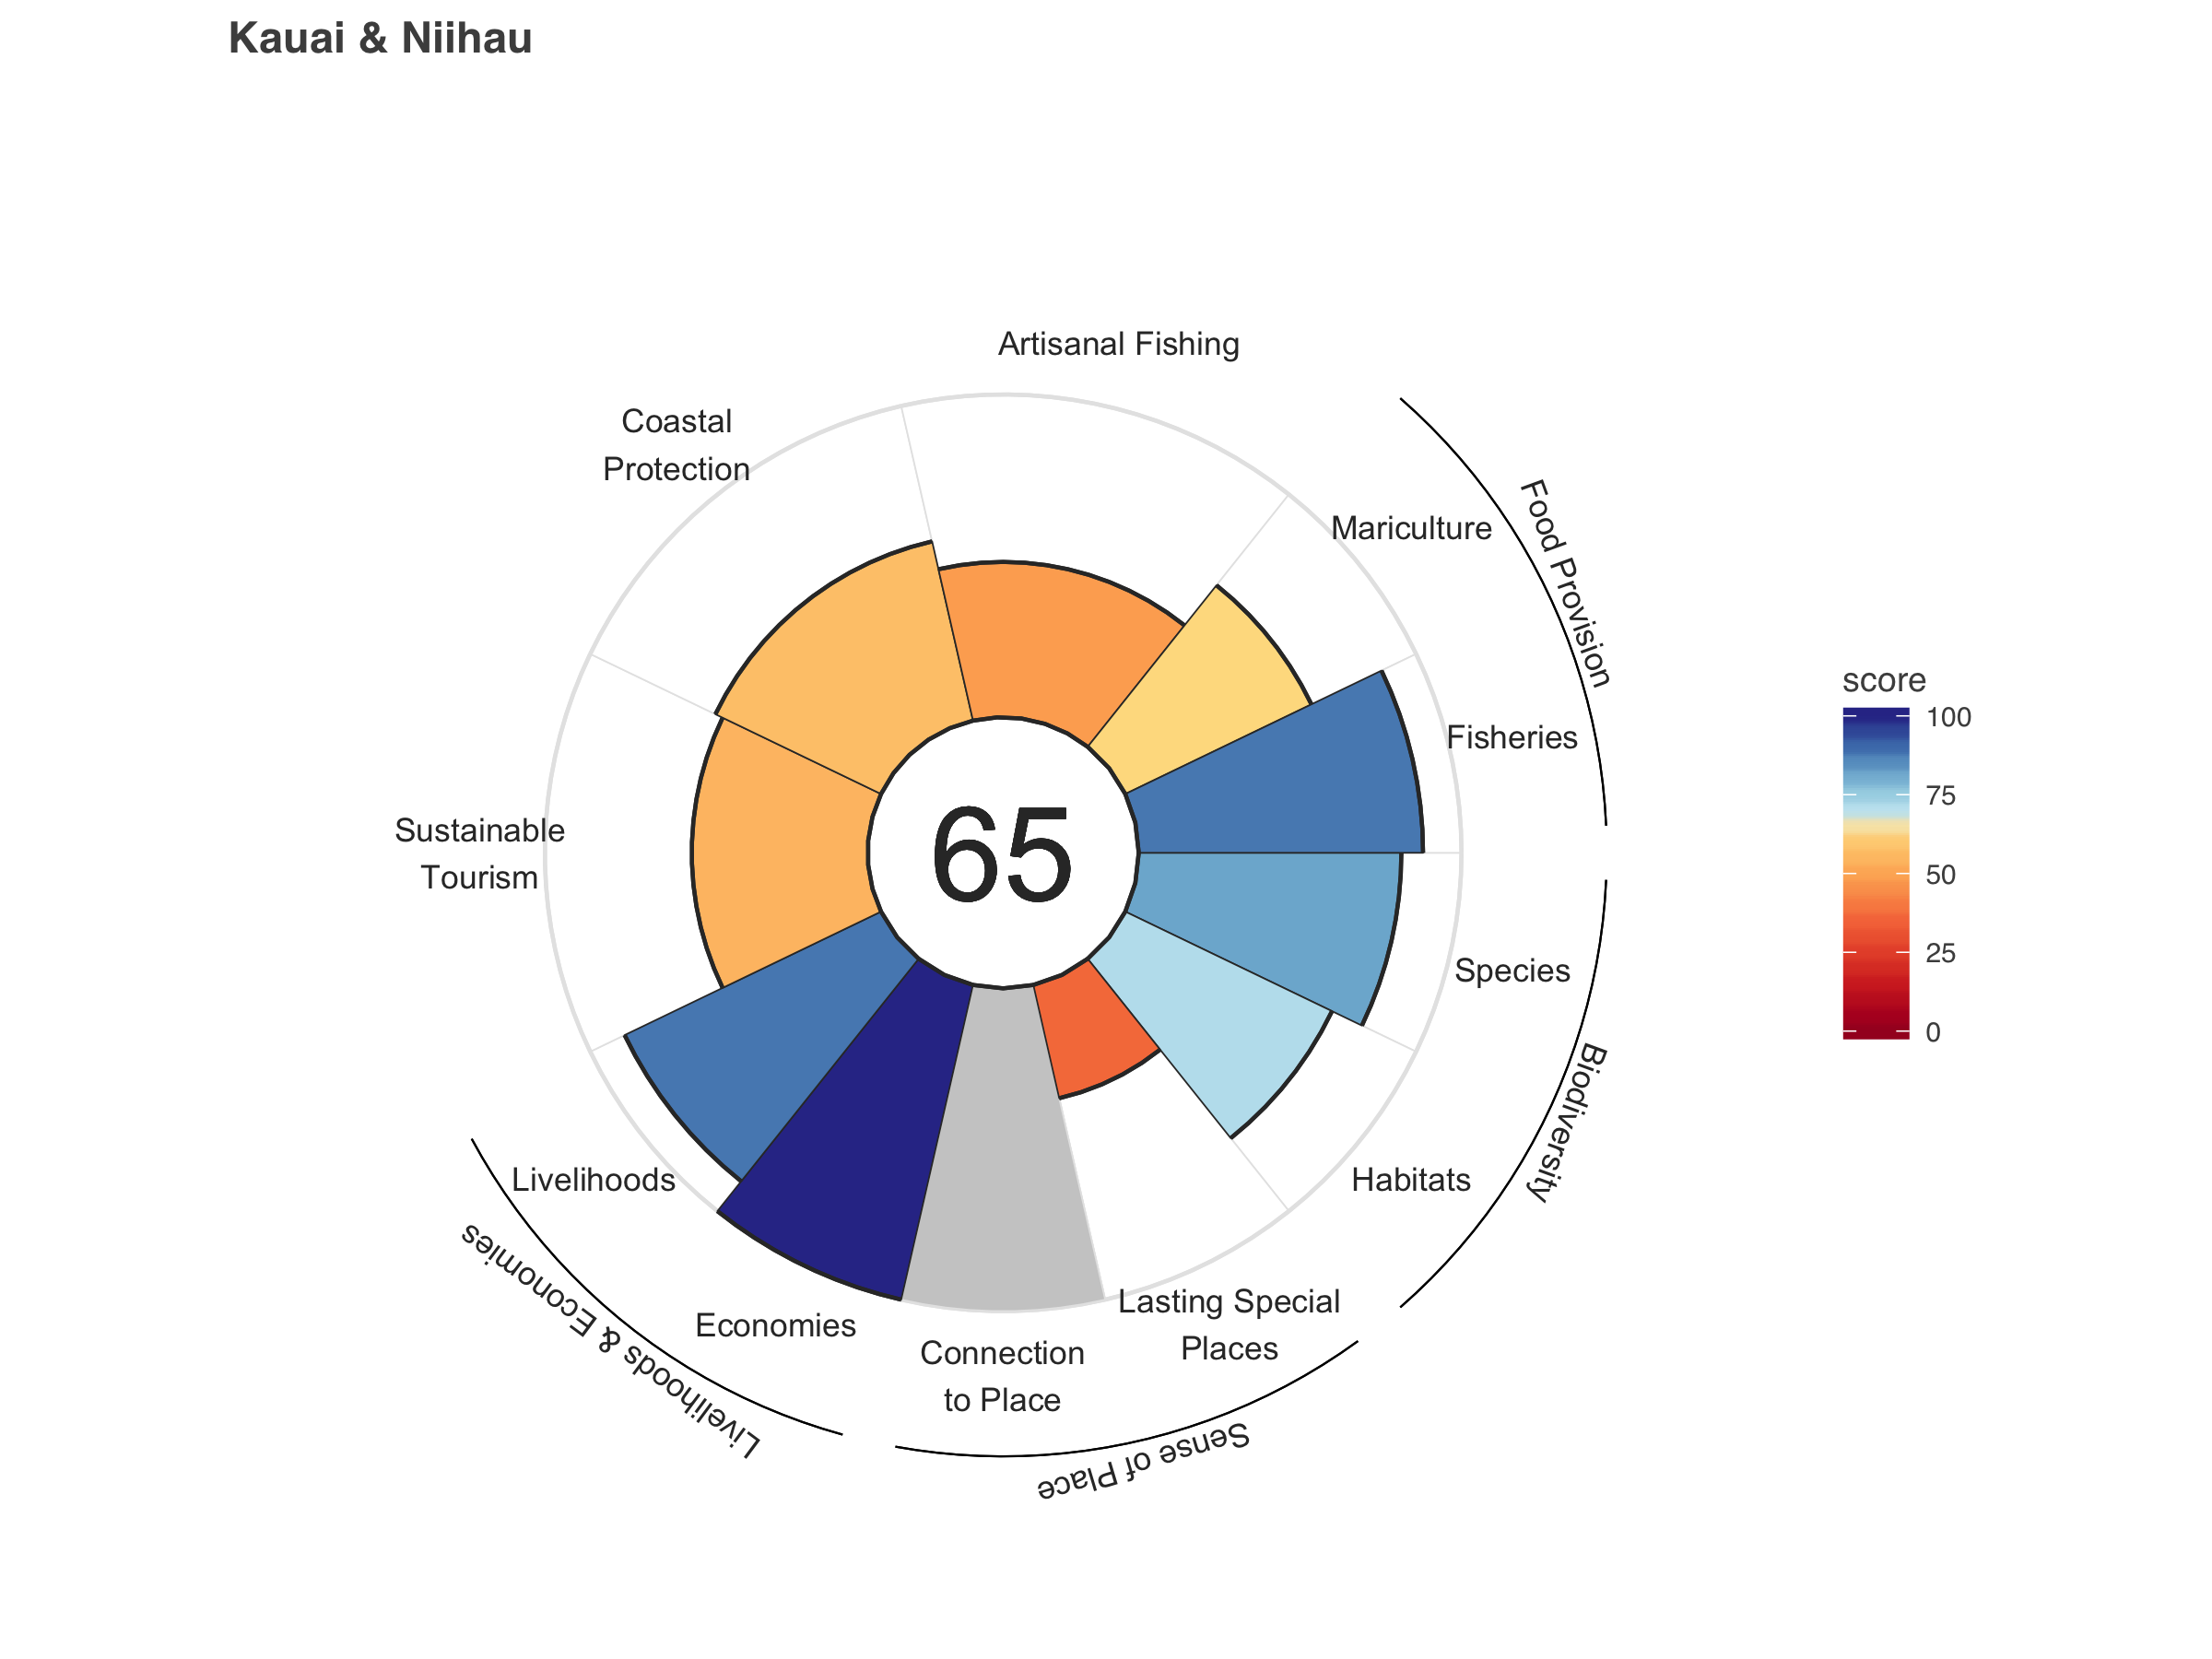 Kauai & Niihau
Artisanal Fishing
Coastal
Protection
Mariculture
Food Provision
Fisheries
score
100
75
50
25
0
65
Sustainable
Tourism
Species
Biodiversity
Habitats
Livelihoods
Livelihoods & Economies
Economies
Connection
to Place
Lasting Special
Places
Sense of Place